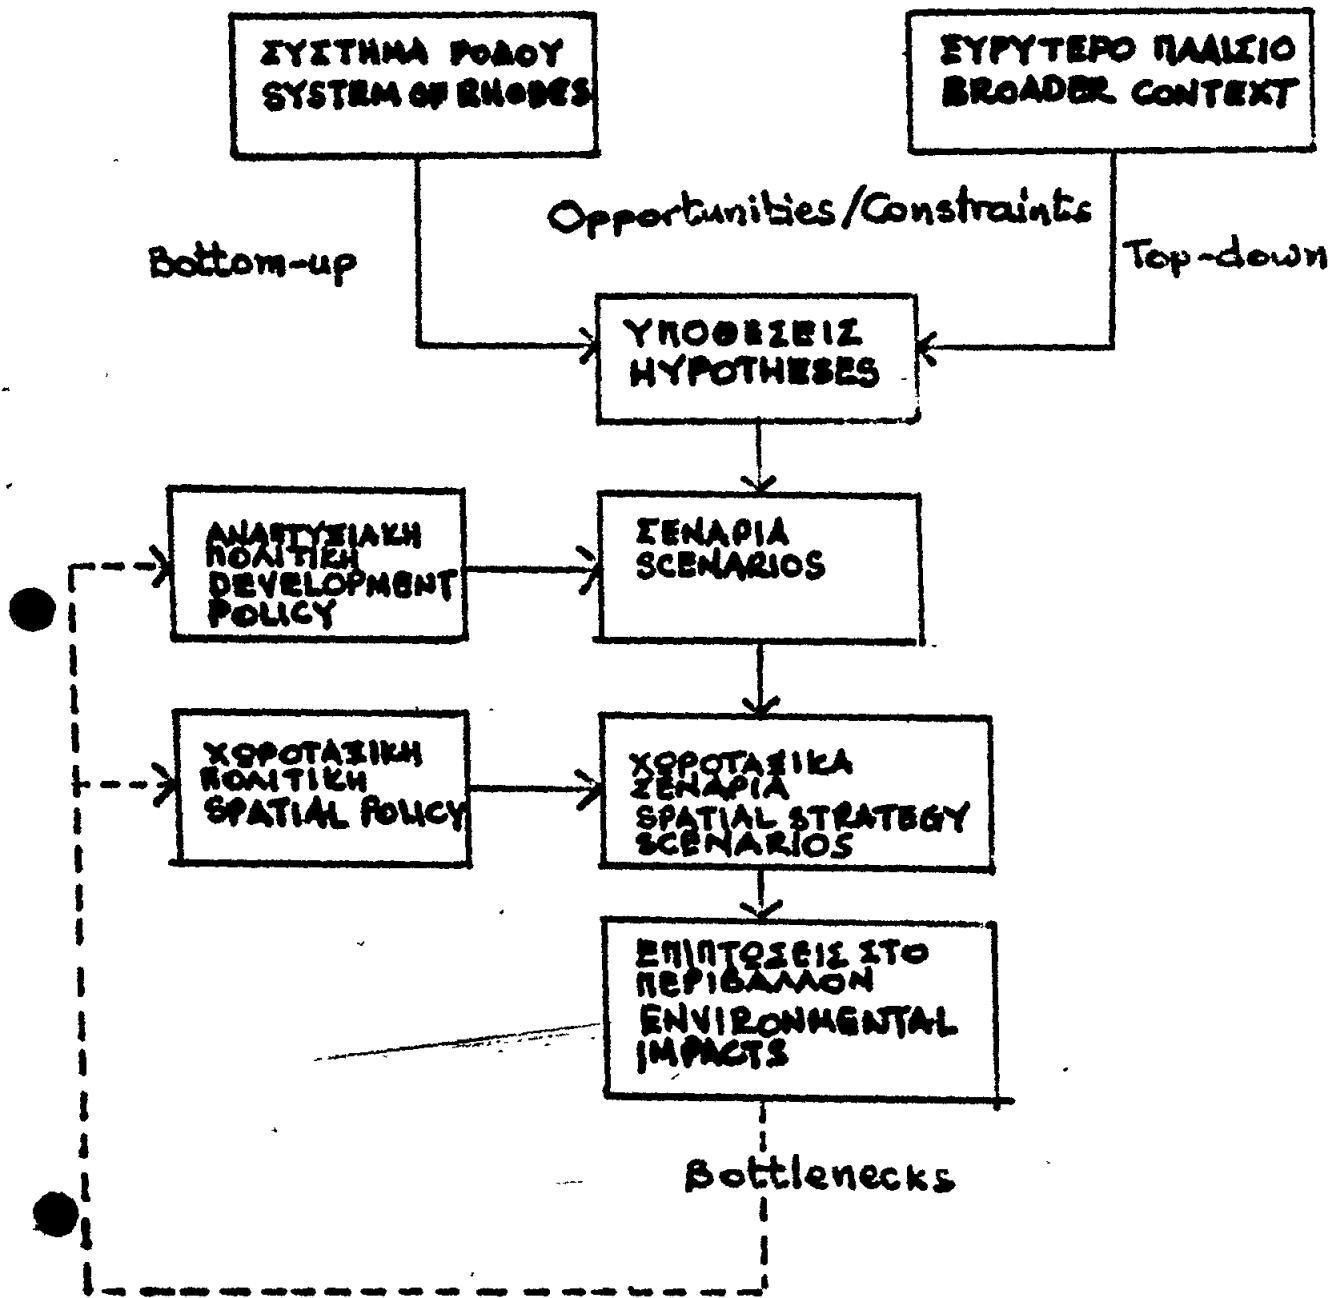 ΣΥΣΤΗΜΑ ΡΟΔΟΥ
SYSTEM OF RHODES
ΕΥΡΥΤΕΡΟ ΠΛΑΙΣΙΟ
BROADER CONTEXT
Opportunities/Constraints
Bottom-up
Top-down
ΥΠΟΘΕΣΕΙΣ
HYPOTHESES
ΑΝΑΠΤΥΞΙΑΚΗ
ΠΟΛΙΤΙΚΗ
DEVELOPMENT
POLICY
ΣΕΝΑΡΙΑ
SCENARIOS
ΧΩΡΟΤΑΞΙΚΗ
ΠΟΛΙΤΙΚΗ
SPATIAL POLICY
ΧΩΡΟΤΑΞΙΚΑ
ΣΕΝΑΡΙΑ
SPATIAL STRATEGY
SCENARIOS
ΕΠΙΠΤΩΣΕΙΣ ΣΤΟ
ΠΕΡΙΒΑΛΛΟΝ
ENVIRONMENTAL
IMPACTS
Bottlenecks